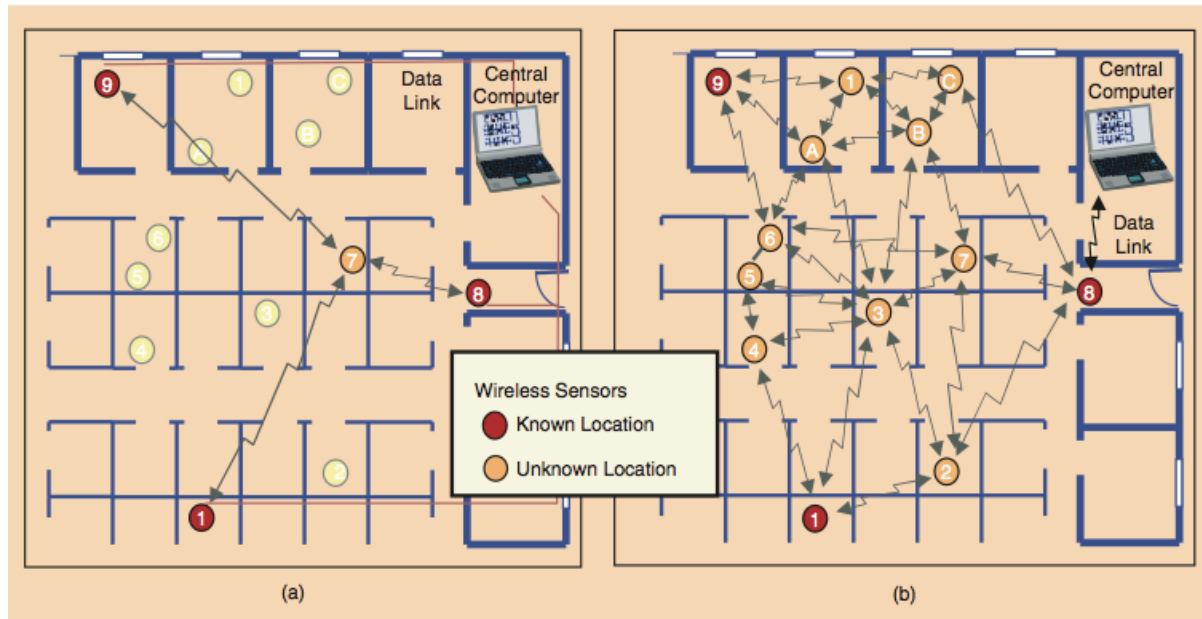 9
1
C
Data
Link
Central
Computer
B
6
5
7
8
3
4
2
1
(a)
9
1
C
Central
Computer
B
A
Data
Link
6
5
7
8
3
4
2
1
(b)
Wireless Sensors
Known Location
Unknown Location